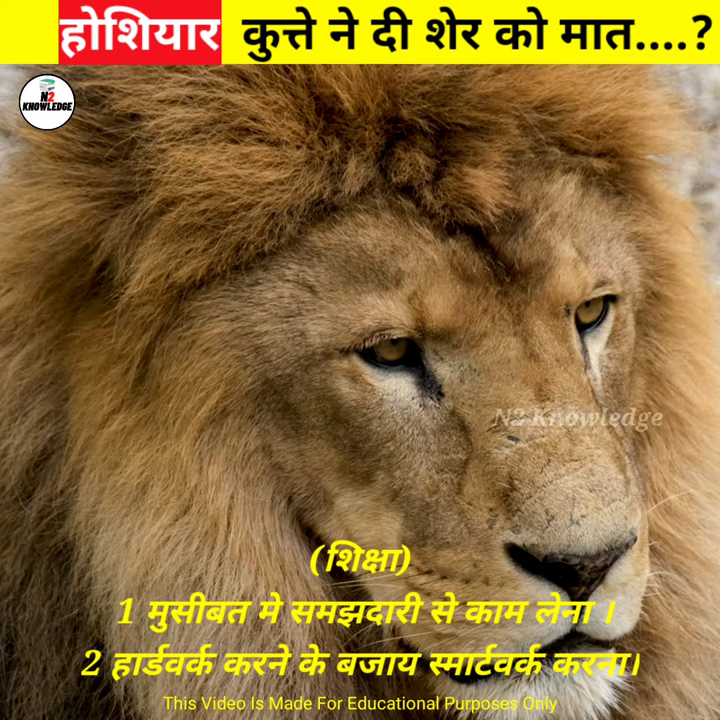 होशियार कुत्ते ने दी शेर को मात....?
N2
KNOWLEDGE
N2 Knowledge
(शिक्षा)
1 मुसीबत मे समझदारी से काम लेना ।
2 हार्डवर्क करने के बजाय स्मार्टवर्क करना।
This Video Is Made For Educational Purposes Only